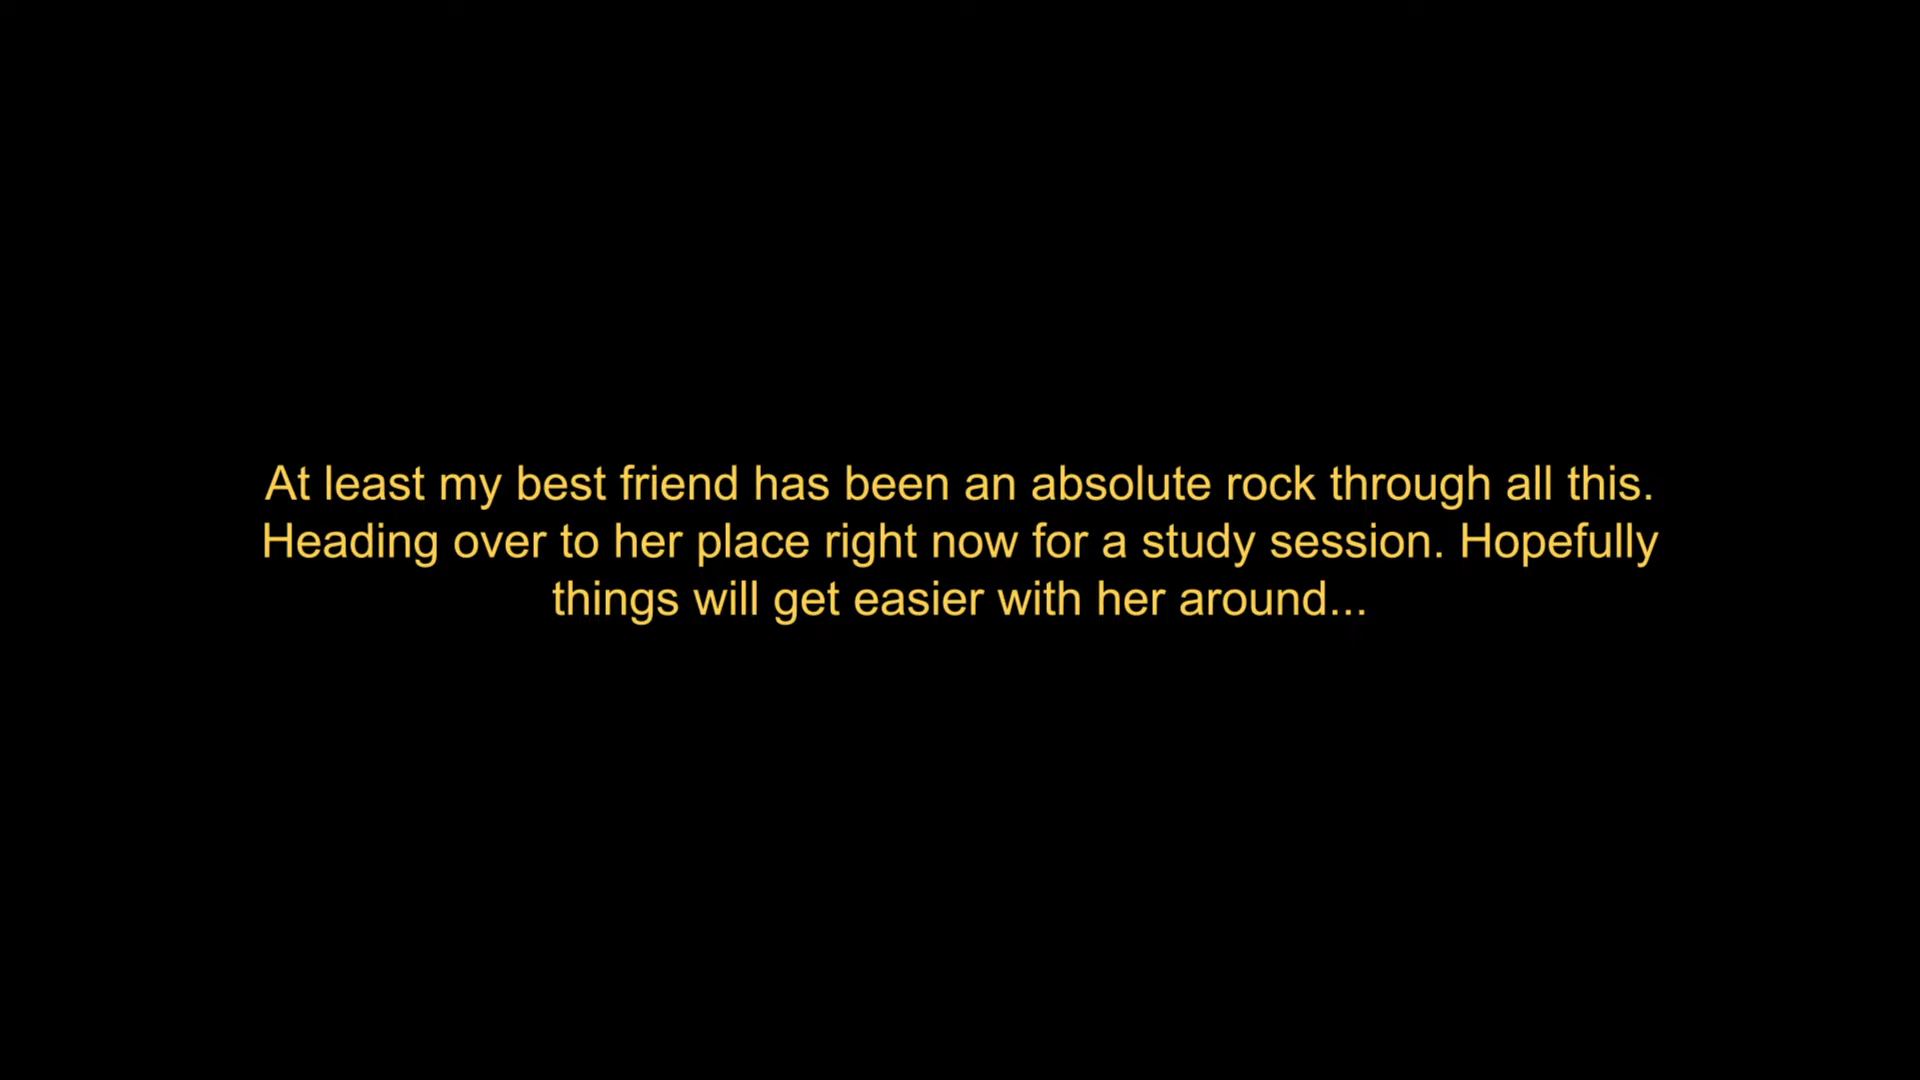 At least my best friend has been an absolute rock through all this.
Heading over to her place right now for a study session. Hopefully
things will get easier with her around...